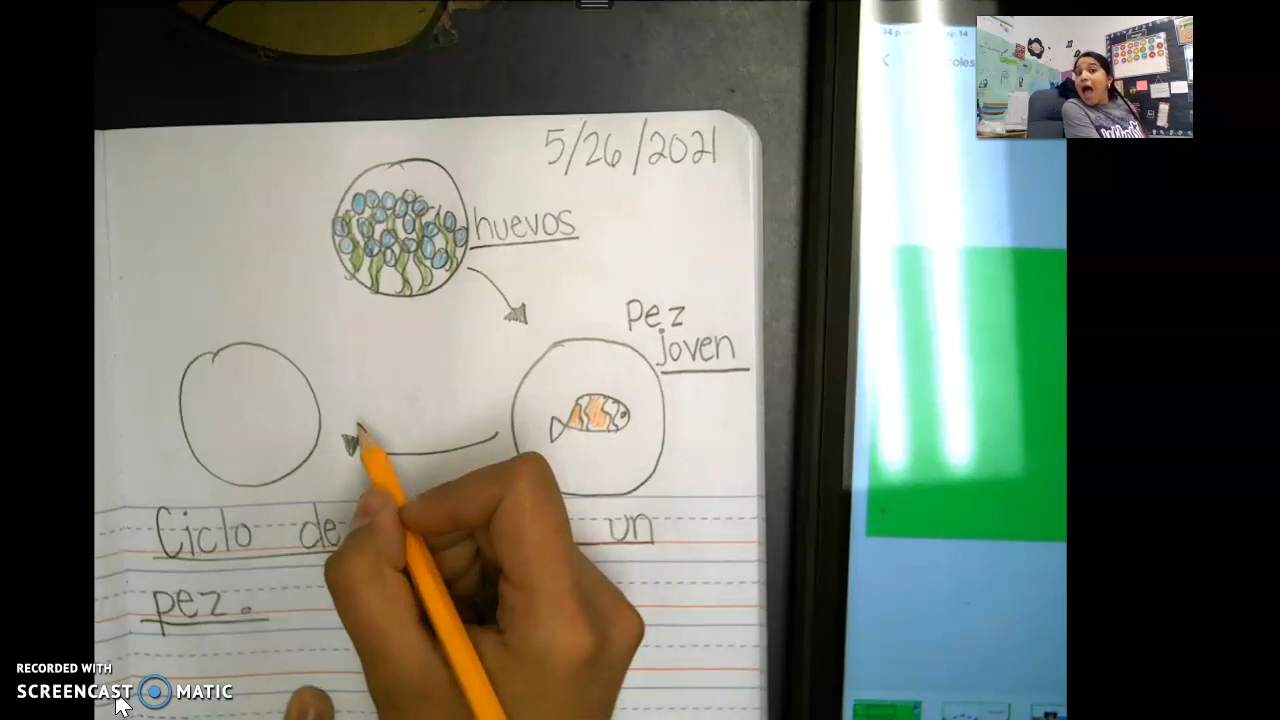 5/26/2021
huevos
pez
joven
Ciclo de un
pez.
RECORDED WITH
SCREENCAST MATIC